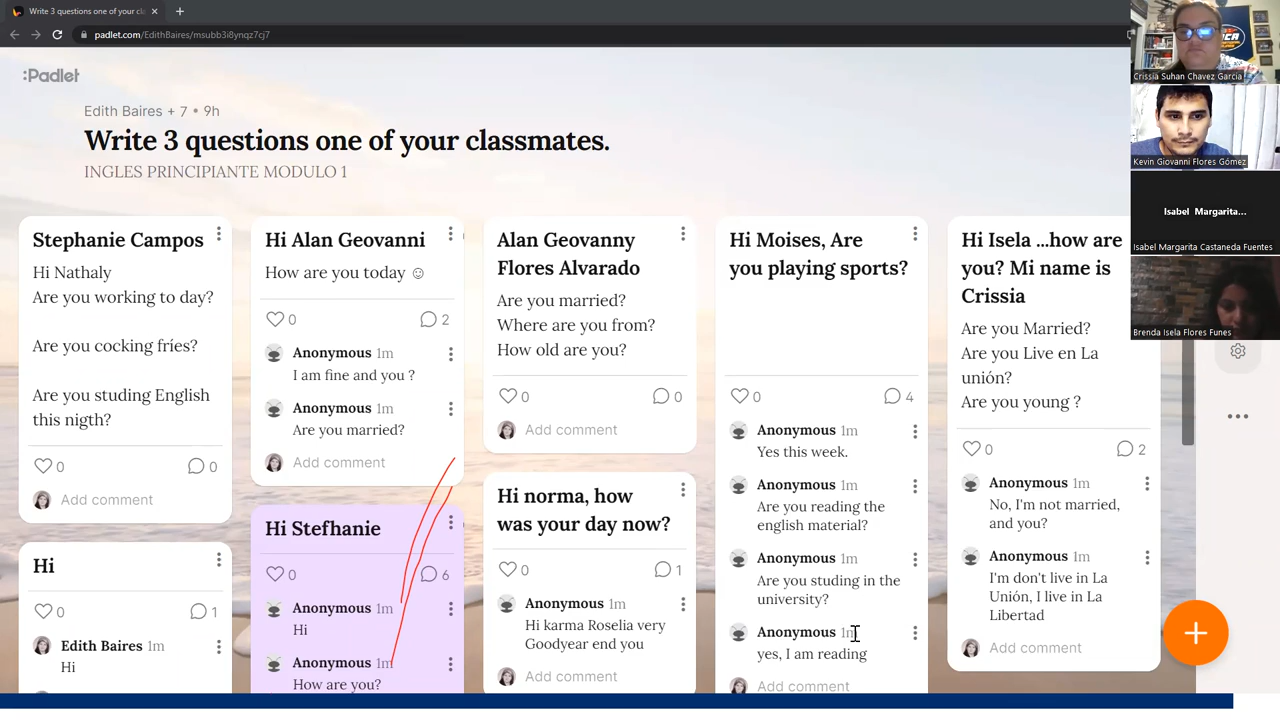 Write 3 questions one of your cl
padlet.com/EdithBaires/msubb3i8ynqz7cj7
:Padlet
Edith Baires + 7 • 9h
Write 3 questions one of your classmates.
INGLES PRINCIPIANTE MODULO 1
Stephanie Campos
Hi Nathaly
Are you working to day?
Are you cocking fríes?
Are you studing English
this nigth?
0
0
Add comment
Hi
0
1
Edith Baires 1m
Hi
Hi Alan Geovanni
How are you today ☺
0
2
Anonymous 1m
I am fine and you ?
Anonymous 1m
Are you married?
Add comment
Hi Stefhanie
0
6
Anonymous 1m
Hi
Anonymous 1m
How are you?
Alan Geovanny
Flores Alvarado
Are you married?
Where are you from?
How old are you?
0
0
Add comment
Hi norma, how
was your day now?
0
1
Anonymous 1m
Hi karma Roselia very
Goodyear end you
Add comment
Hi Moises, Are
you playing sports?
0
4
Anonymous 1m
Yes this week.
Anonymous 1m
Are you reading the
english material?
Anonymous 1m
Are you studing in the
university?
Anonymous 1m
yes, I am reading
Add comment
Hi Isela ...how are
you? Mi name is
Crissia
Are you Married?
Are you Live en La
unión?
Are you young ?
0
2
Anonymous 1m
No, I'm not married,
and you?
Anonymous 1m
I'm don't live in La
Unión, I live in La
Libertad
Add comment
Crissia Suhan Chavez Garcia
Kevin Giovanni Flores Gómez
Isabel Margarita...
Isabel Margarita Castaneda Fuentes
Brenda Isela Flores Funes